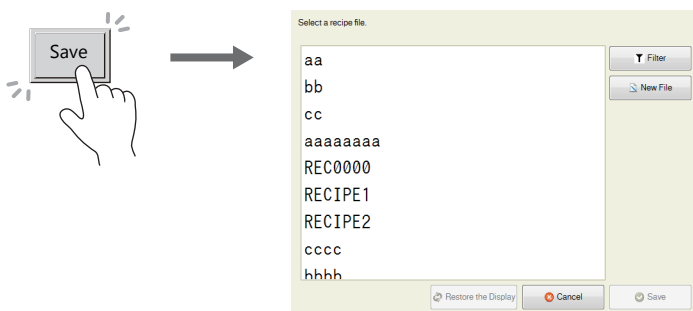 Save
Select a recipe file.
aa
bb
cc
aaaaaaaa
REC0000
RECIPE1
RECIPE2
cccc
bbbb
Filter
New File
Restore the Display
Cancel
Save